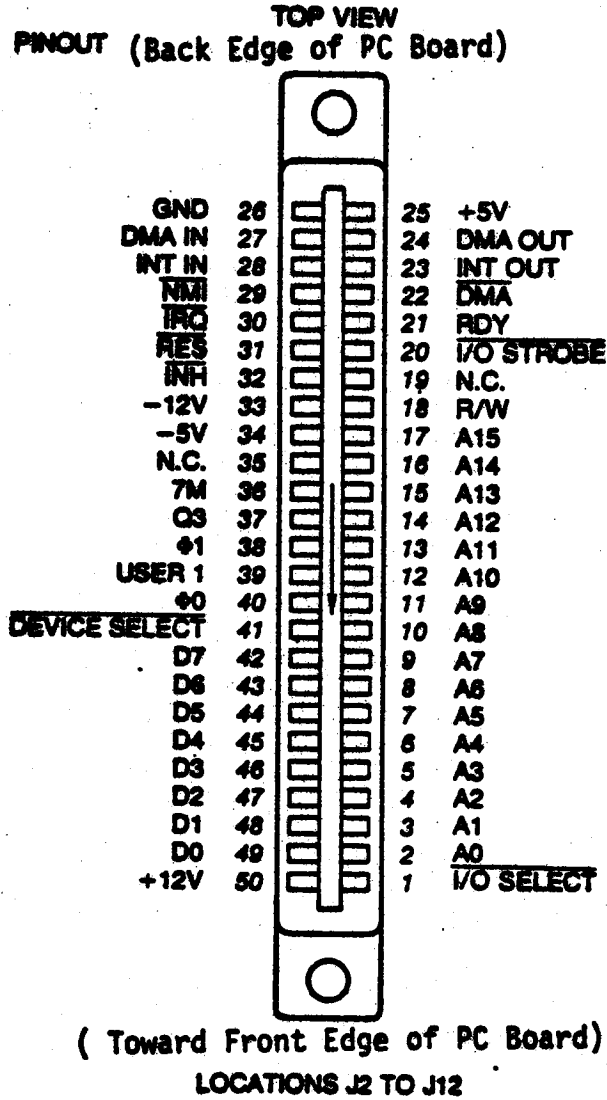 TOP VIEW
PINOUT (Back Edge of PC Board)
GND 26 25 +5V
DMA IN 27 24 DMA OUT
INT IN 28 23 INT OUT
NMI 29 22 DMA
IRQ 30 21 RDY
RES 31 20 I/O STROBE
INH 32 19 N.C.
-12V 33 18 R/W
-5V 34 17 A15
N.C. 35 16 A14
7M 36 15 A13
Q3 37 14 A12
Φ1 38 13 A11
USER 1 39 12 A10
Φ0 40 11 A9
DEVICE SELECT 41 10 A8
D7 42 9 A7
D6 43 8 A6
D5 44 7 A5
D4 45 6 A4
D3 46 5 A3
D2 47 4 A2
D1 48 3 A1
D0 49 2 A0
+12V 50 1 I/O SELECT
( Toward Front Edge of PC Board)
LOCATIONS J2 TO J12